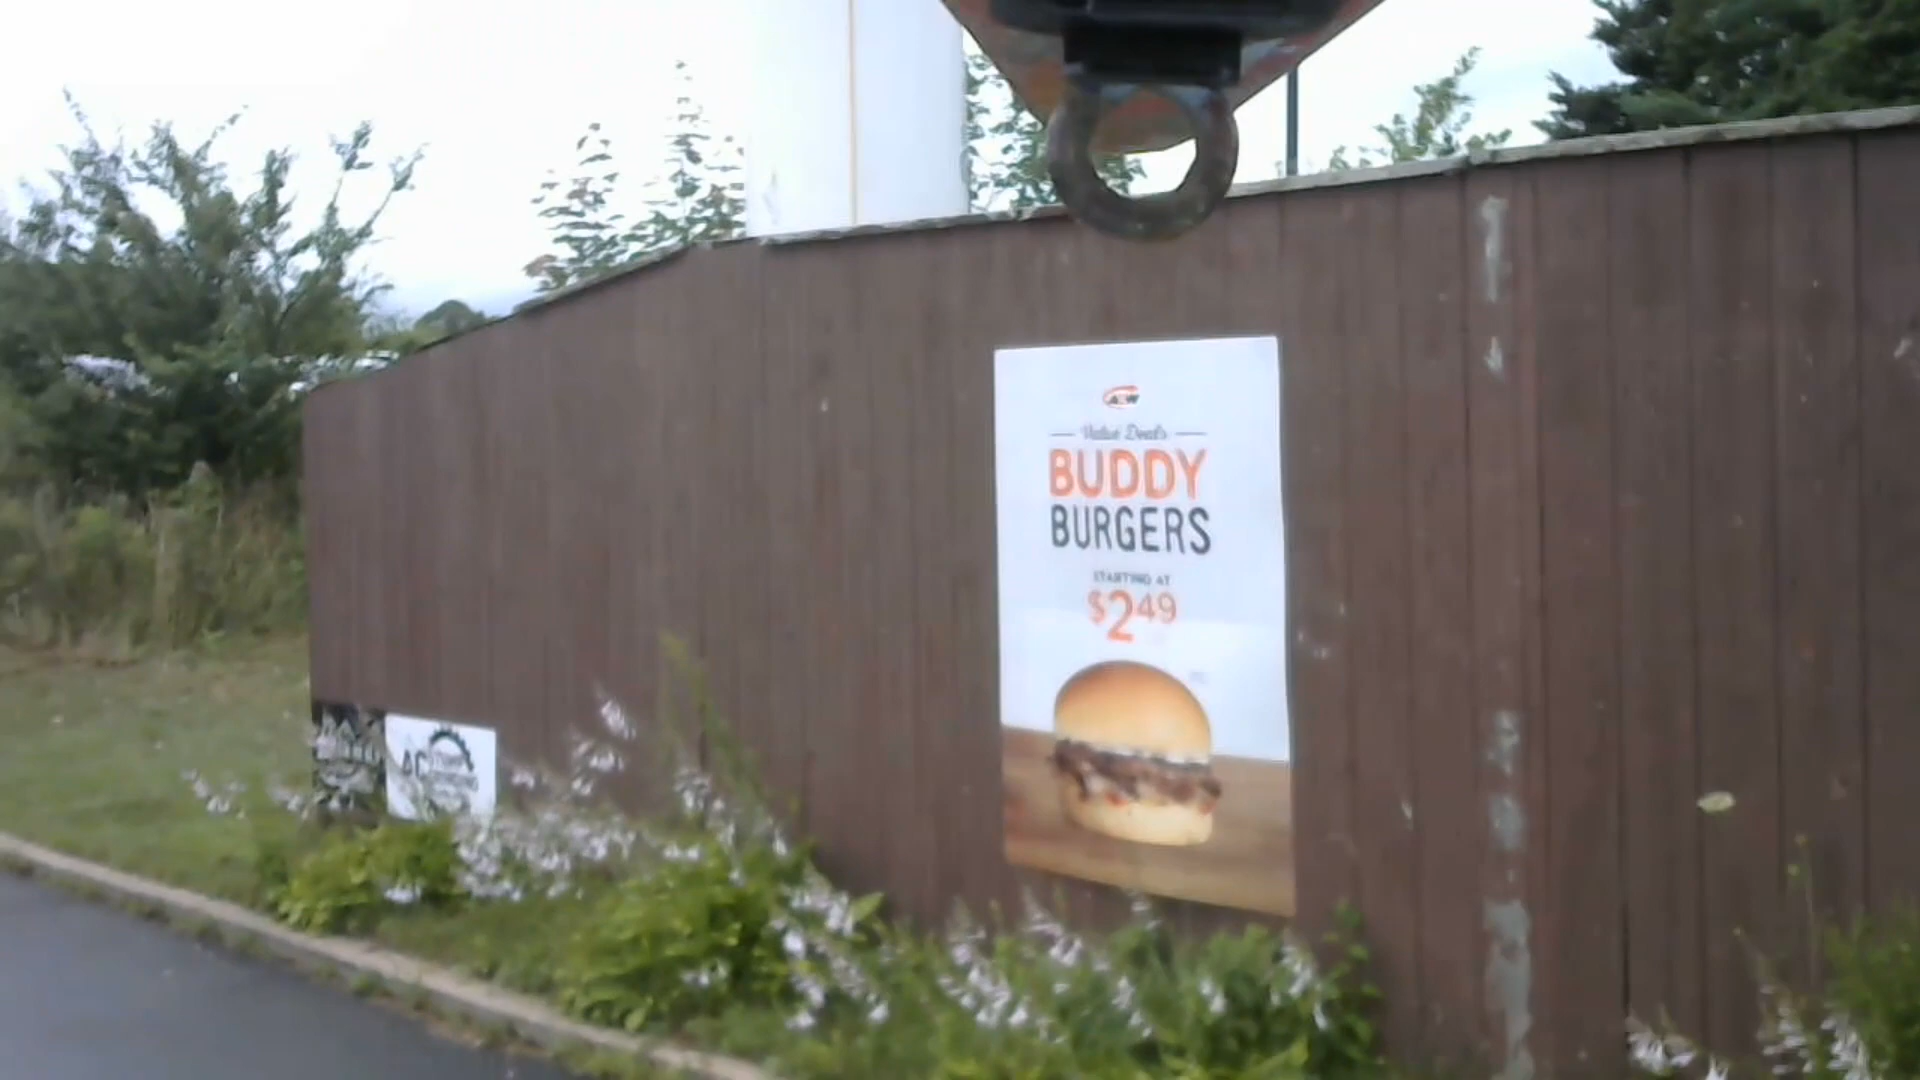 A&W
Value Deals
BUDDY
BURGERS
STARTING AT
$2.49